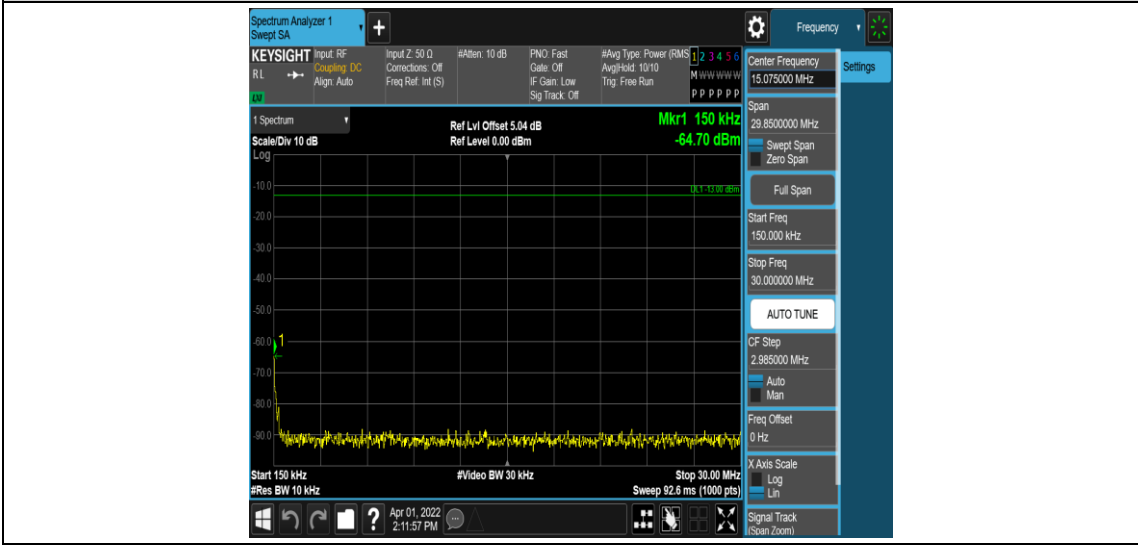 Spectrum Analyzer 1
Swept SA
+
Frequency
KEYSIGHT
RL
LXI
Input: RF
Coupling: DC
Align: Auto
Input Z: 50 Ω
Corrections: Off
Freq Ref: Int (S)
#Atten: 10 dB
PNO: Fast
Gate: Off
IF Gain: Low
Sig Track: Off
#Avg Type: Power (RMS
Avg|Hold: 10/10
Trig: Free Run
1 2 3 4 5 6
M W W W W W
P P P P P P
1 Spectrum
Scale/Div 10 dB
Log
Ref Lvl Offset 5.04 dB
Ref Level 0.00 dBm
Mkr1 150 kHz
-64.70 dBm
DL1 -13.00 dBm
-10.0
-20.0
-30.0
-40.0
-50.0
-60.0
1
-70.0
-80.0
-90.0
Start 150 kHz
#Res BW 10 kHz
#Video BW 30 kHz
Stop 30.00 MHz
Sweep 92.6 ms (1000 pts)
Center Frequency
15.075000 MHz
Settings
Span
29.8500000 MHz
Swept Span
Zero Span
Full Span
Start Freq
150.000 kHz
Stop Freq
30.000000 MHz
AUTO TUNE
CF Step
2.985000 MHz
Auto
Man
Freq Offset
0 Hz
X Axis Scale
Log
Lin
Signal Track
(Span Zoom)
?
Apr 01, 2022
2:11:57 PM